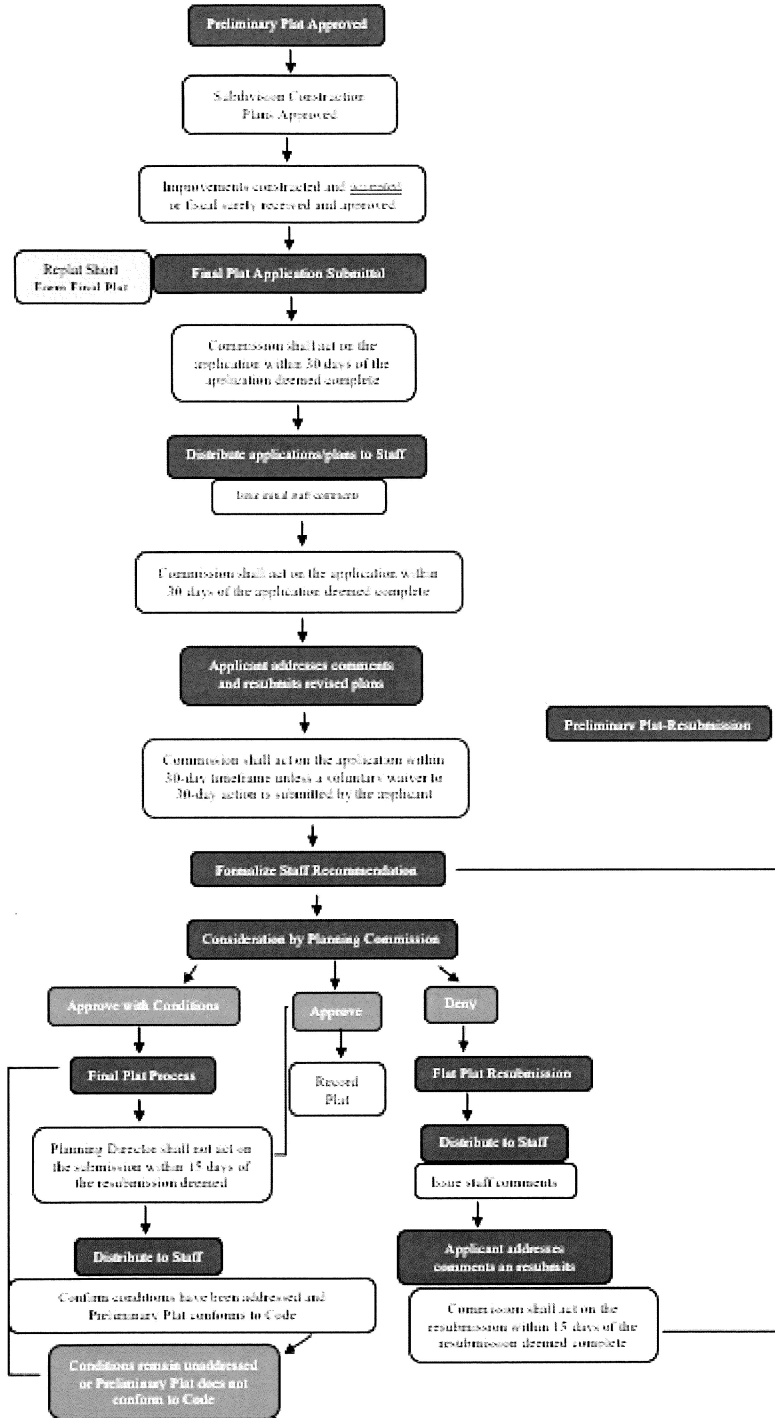 Preliminary Plat Approved
Subdivision Construction
Plans Approved
Improvements constructed and accepted
or fiscal surety received and approved
Replat Short
Form Final Plat
Final Plat Application Submittal
Commission shall act on the
application within 30 days of the
application deemed complete
Distribute applications/plans to Staff
Issue initial staff comments
Commission shall act on the application within
30 days of the application deemed complete
Applicant addresses comments
and resubmits revised plans
Preliminary Plat-Resubmission
Commission shall act on the application within
30-day timeframe unless a voluntary waiver to
30-day action is submitted by the applicant
Formalize Staff Recommendation
Consideration by Planning Commission
Approve with Conditions
Approve
Deny
Final Plat Process
Record
Plat
Flat Plat Resubmission
Planning Director shall not act on
the submission within 15 days of
the resubmission deemed
Distribute to Staff
Issue staff comments
Distribute to Staff
Confirm conditions have been addressed and
Preliminary Plat conforms to Code
Applicant addresses
comments an resubmits
Commission shall act on the
resubmission within 15 days of the
resubmission deemed complete
Conditions remain unaddressed
or Preliminary Plat does not
conform to Code